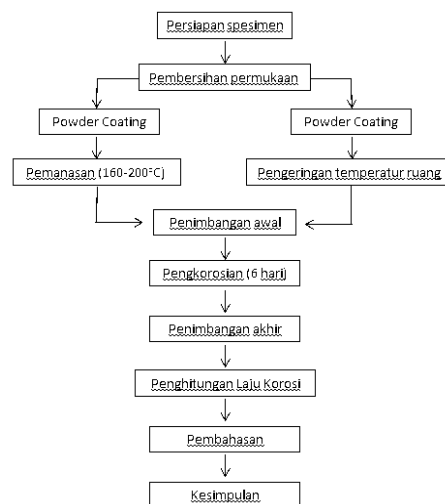 Persiapan spesimen
Pembersihan permukaan
Powder Coating
Powder Coating
Pemanasan (160-200°C)
Pengeringan temperatur ruang
Penimbangan awal
Pengkorosian (6 hari)
Penimbangan akhir
Penghitungan Laju Korosi
Pembahasan
Kesimpulan